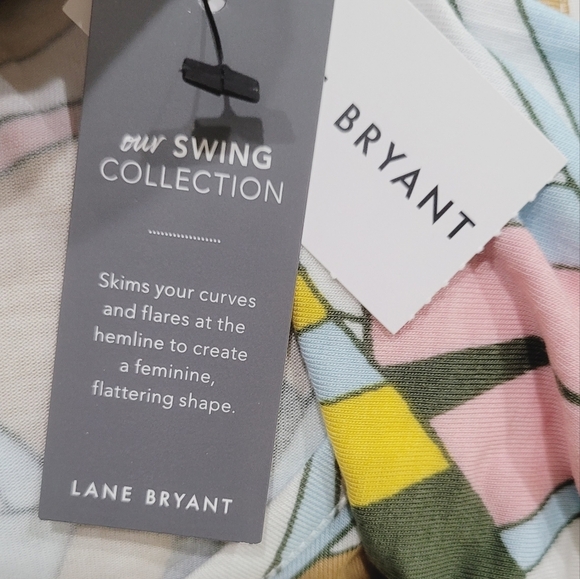 our SWING
COLLECTION
Skims your curves
and flares at the
hemline to create
a feminine,
flattering shape.
LANE BRYANT
BRYANT